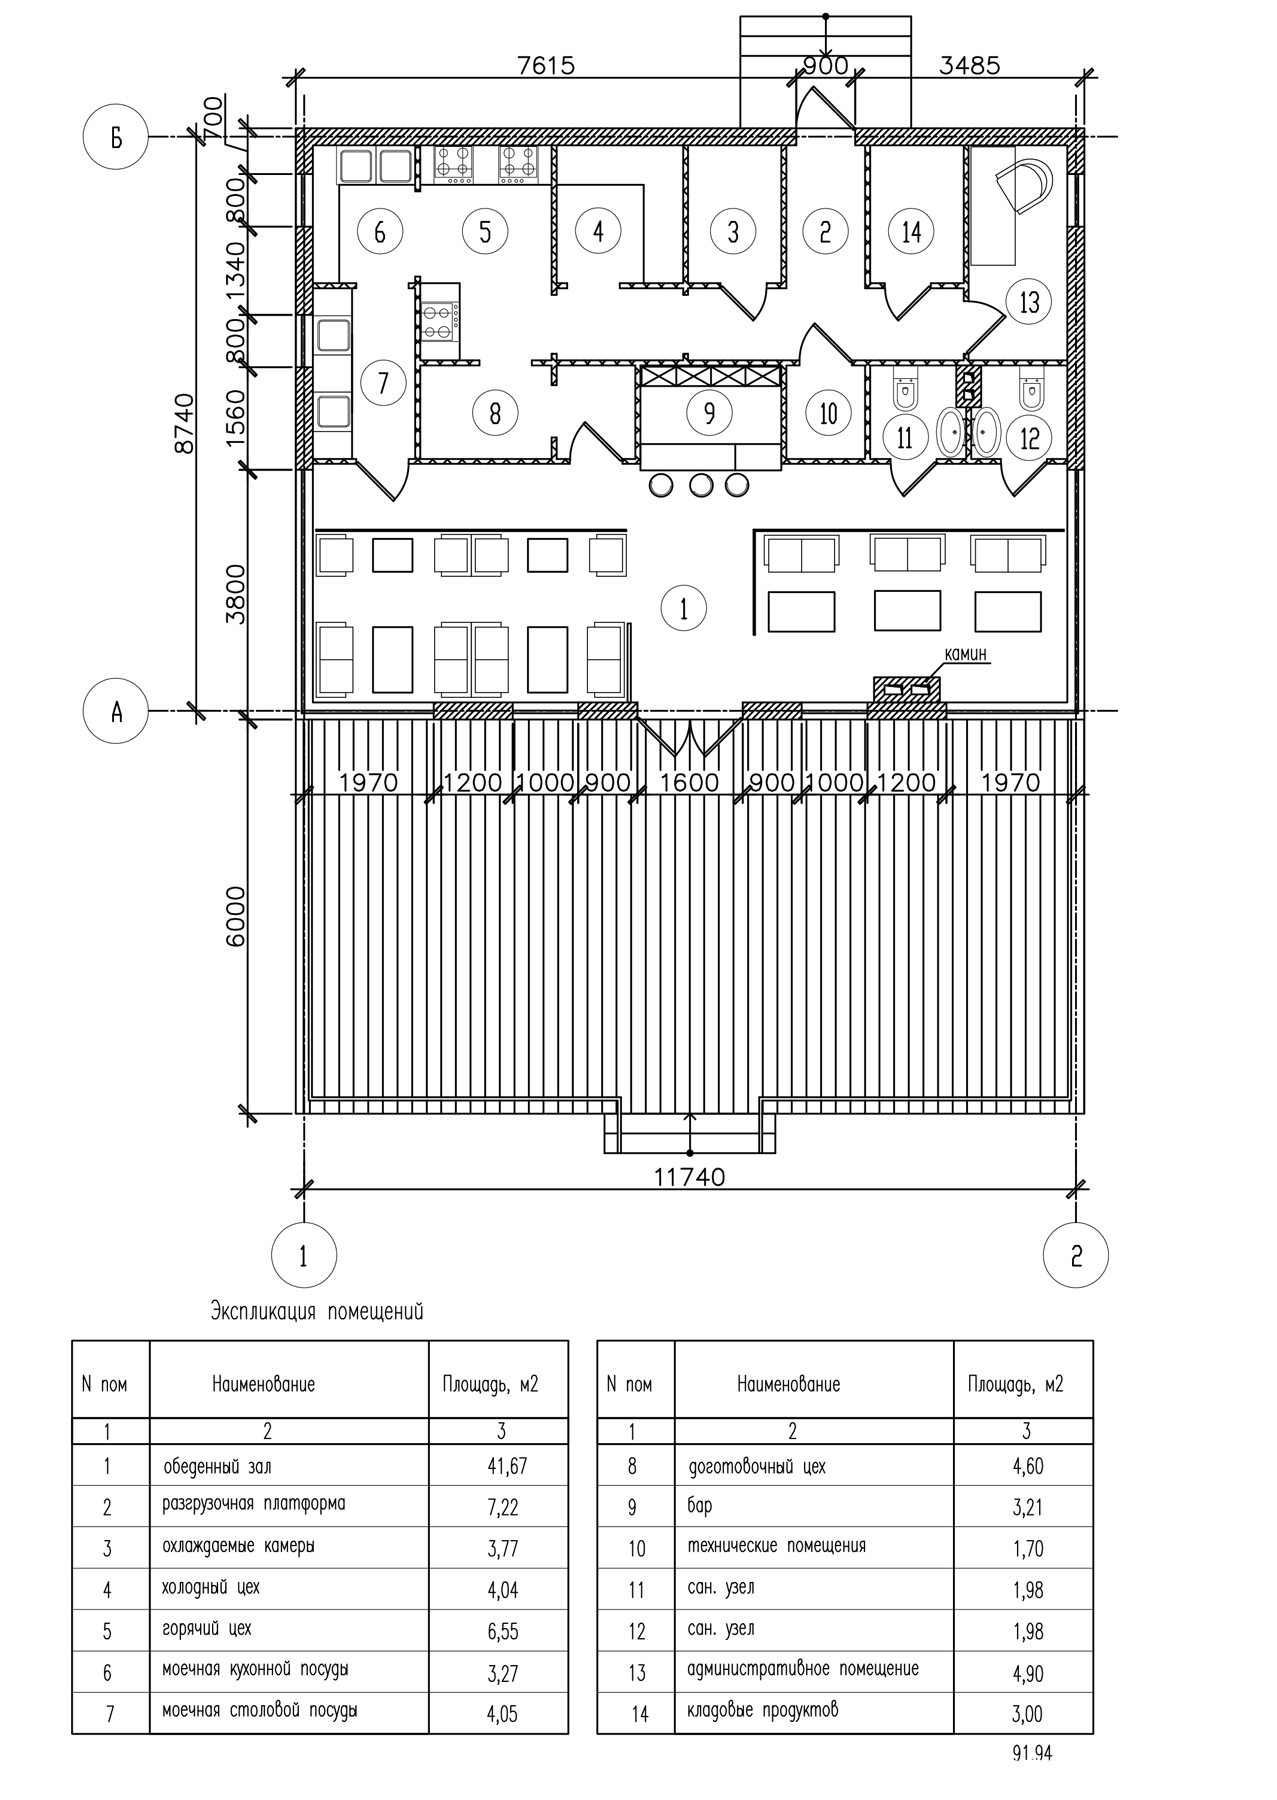 7615 900 3485
Б
700
800
1340
800
1560
8740
3800
6000
6 5 4 3 2 14
13
7 8 9 10 11 12
1
камин
А
1970 1200 1000 900 1600 900 1000 1200 1970
11740
1 2
Экспликация помещений
N пом Наименование Площадь, м2
1 2 3
1 обеденный зал 41,67
2 разгрузочная платформа 7,22
3 охлаждаемые камеры 3,77
4 холодный цех 4,04
5 горячий цех 6,55
6 моечная кухонной посуды 3,27
7 моечная столовой посуды 4,05
N пом Наименование Площадь, м2
1 2 3
8 доготовочный цех 4,60
9 бар 3,21
10 технические помещения 1,70
11 сан. узел 1,98
12 сан. узел 1,98
13 административное помещение 4,90
14 кладовые продуктов 3,00
91.94